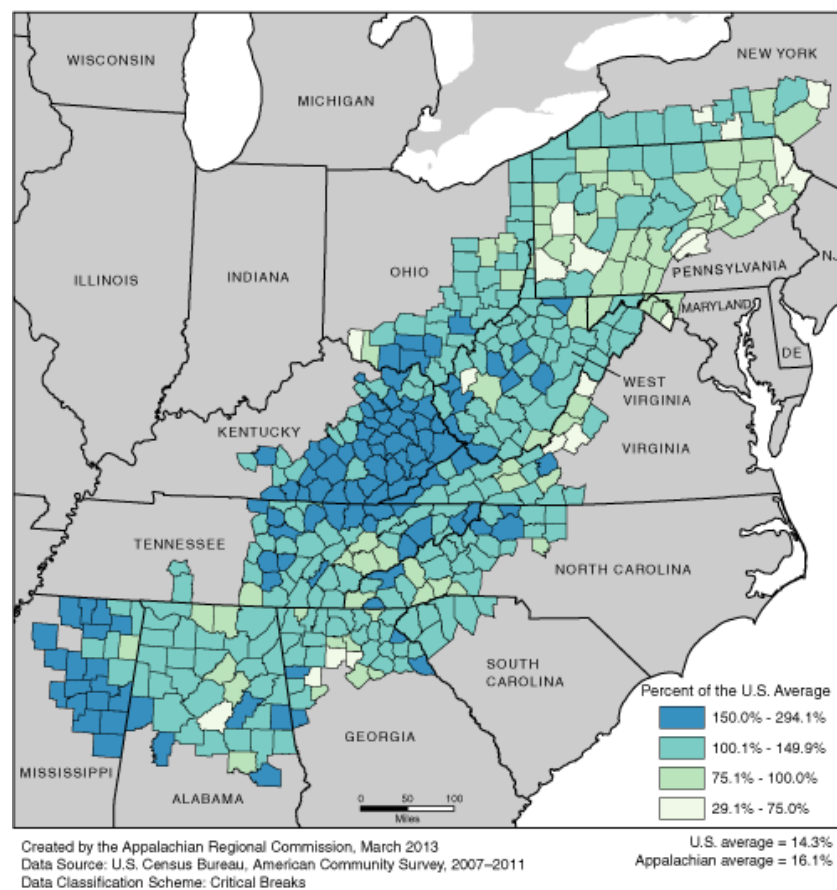 WISCONSIN
NEW YORK
MICHIGAN
ILLINOIS
INDIANA
OHIO
PENNSYLVANIA
N.J.
MARYLAND
DE
WEST
VIRGINIA
KENTUCKY
VIRGINIA
TENNESSEE
NORTH CAROLINA
SOUTH
CAROLINA
GEORGIA
MISSISSIPPI
ALABAMA
Percent of the U.S. Average
150.0% - 294.1%
100.1% - 149.9%
75.1% - 100.0%
29.1% - 75.0%
0 50 100
Miles
Created by the Appalachian Regional Commission, March 2013
Data Source: U.S. Census Bureau, American Community Survey, 2007–2011
Data Classification Scheme: Critical Breaks
U.S. average = 14.3%
Appalachian average = 16.1%